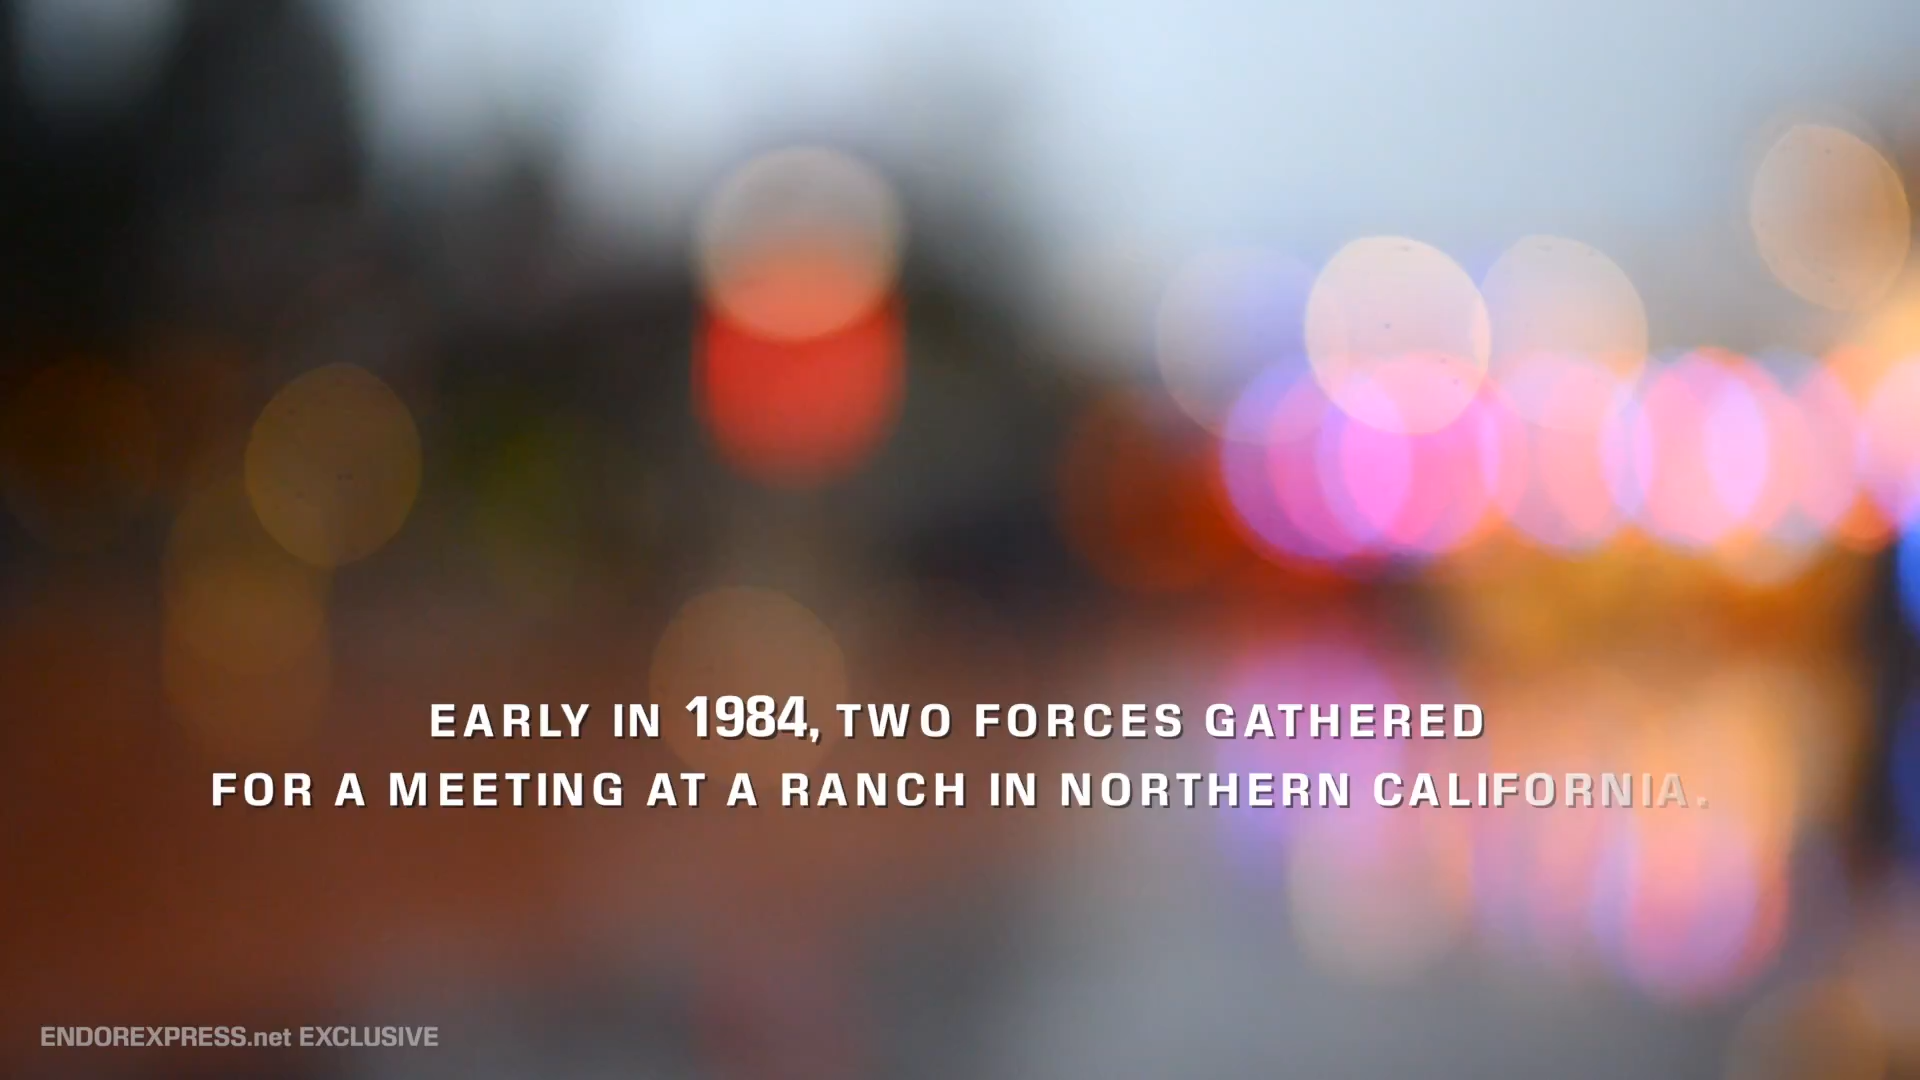 EARLY IN 1984, TWO FORCES GATHERED
FOR A MEETING AT A RANCH IN NORTHERN CALIFORNIA.
ENDOREXPRESS.net EXCLUSIVE